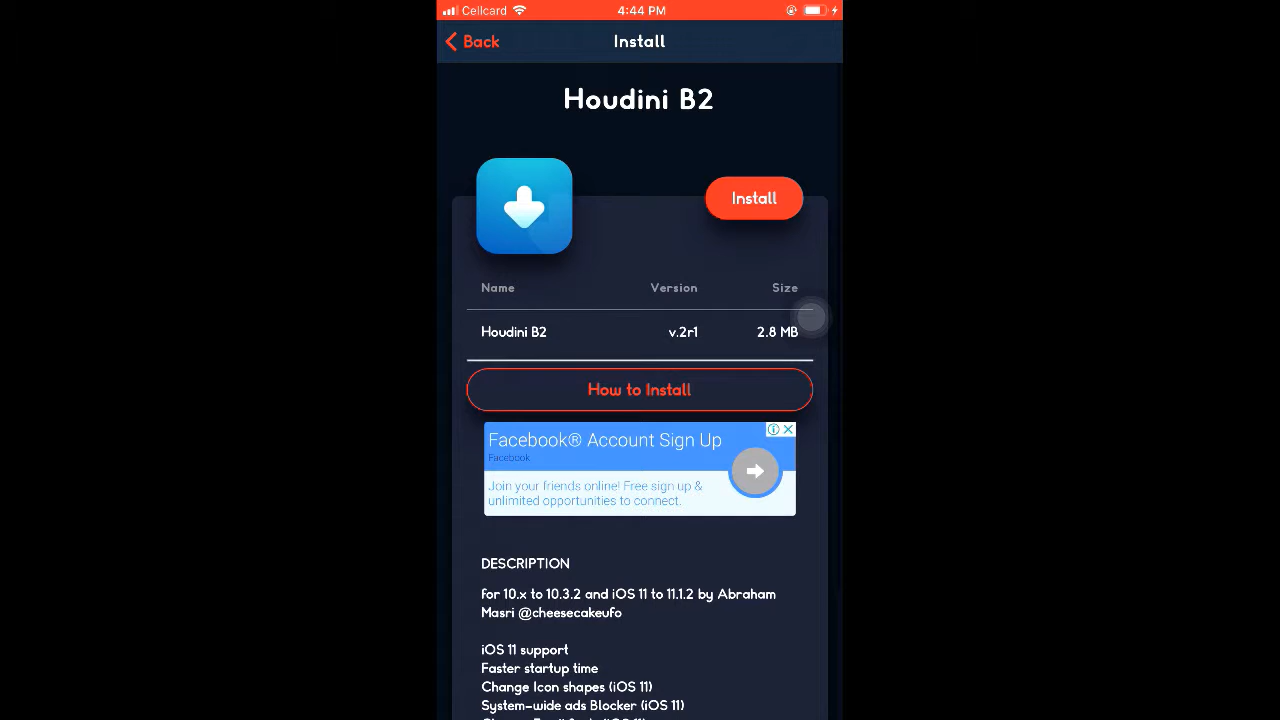 Cellcard 4:44 PM
Back Install
Houdini B2
Install
Name Version Size
Houdini B2 v.2r1 2.8 MB
How to Install
Facebook® Account Sign Up
Facebook
Join your friends online! Free sign up &
unlimited opportunities to connect.
DESCRIPTION
for 10.x to 10.3.2 and iOS 11 to 11.1.2 by Abraham
Masri @cheesecakeufo
iOS 11 support
Faster startup time
Change Icon shapes (iOS 11)
System-wide ads Blocker (iOS 11)